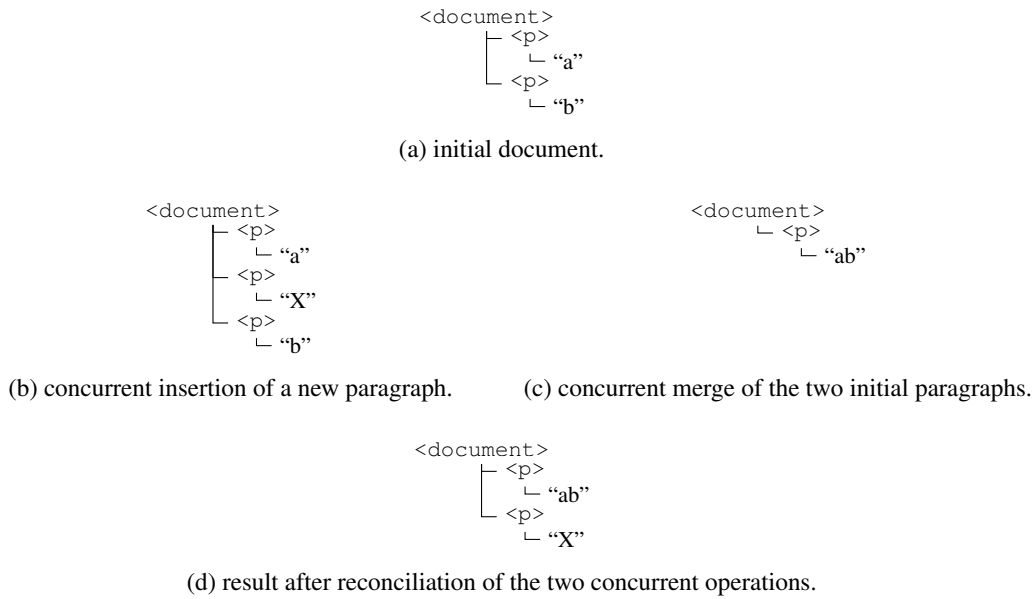 <document>
<p>
“a”
<p>
“b”
(a) initial document.
<document>
<p>
“a”
<p>
“X”
<p>
“b”
(b) concurrent insertion of a new paragraph.
<document>
<p>
“ab”
(c) concurrent merge of the two initial paragraphs.
<document>
<p>
“ab”
<p>
“X”
(d) result after reconciliation of the two concurrent operations.